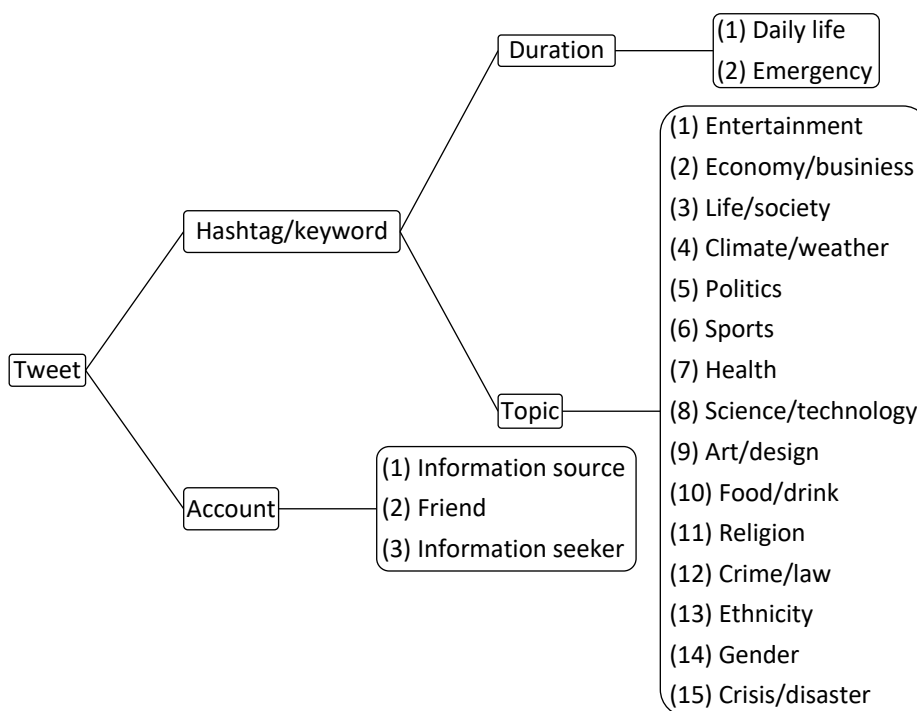 Duration
(1) Daily life
(2) Emergency
Hashtag/keyword
Tweet
Topic
(1) Entertainment
(2) Economy/businiess
(3) Life/society
(4) Climate/weather
(5) Politics
(6) Sports
(7) Health
(8) Science/technology
(9) Art/design
(10) Food/drink
(11) Religion
(12) Crime/law
(13) Ethnicity
(14) Gender
(15) Crisis/disaster
Account
(1) Information source
(2) Friend
(3) Information seeker